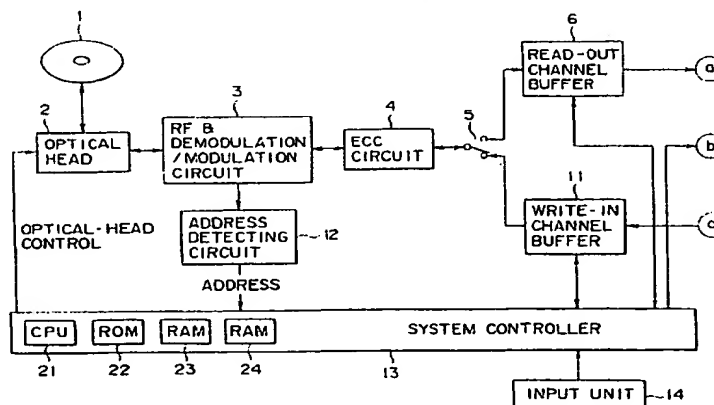 1
6
READ-OUT
CHANNEL
BUFFER
a
2
OPTICAL
HEAD
3
RF &
DEMODULATION
/MODULATION
CIRCUIT
4
ECC
CIRCUIT
5
b
11
WRITE-IN
CHANNEL
BUFFER
c
OPTICAL-HEAD
CONTROL
ADDRESS
DETECTING
CIRCUIT
12
ADDRESS
CPU
ROM
RAM
RAM
SYSTEM CONTROLLER
21
22
23
24
13
INPUT UNIT
14